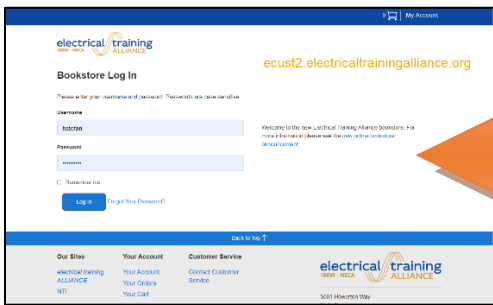 0 | My Account
electrical training
IBEW - NECA ALLIANCE
ecust2.electricaltrainingalliance.org
Bookstore Log In
Please enter your username and password. Passwords are case sensitive
Username
hstefan
Welcome to the new Electrical Training Alliance bookstore. For
more information please see the new online bookstore
announcement
Password
Remember me
Log In Forgot Your Password?
Back to Top ↑
Our Sites Your Account Customer Service
electrical training
ALLIANCE
NTI
Your Account
Your Orders
Your Cart
Contact Customer
Service
electrical training
IBEW - NECA ALLIANCE
5001 Howerton Way